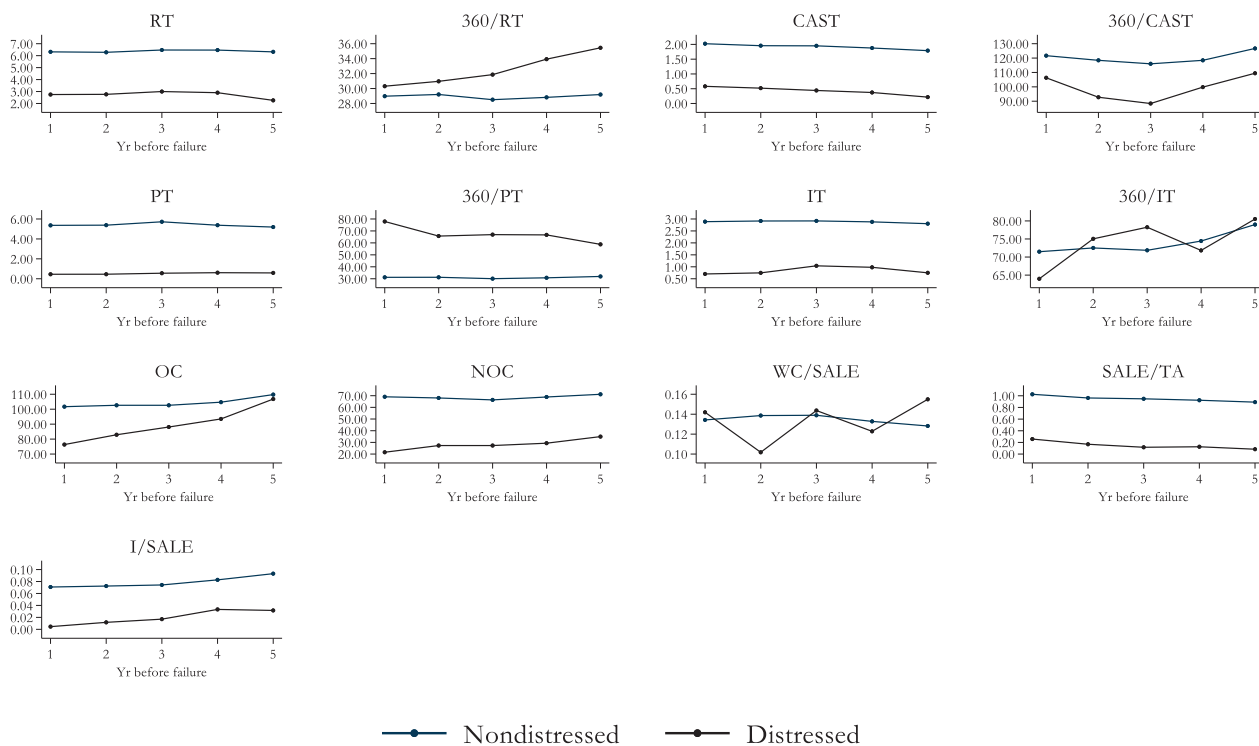 RT
7.00
6.00
5.00
4.00
3.00
2.00
1 2 3 4 5
Yr before failure
360/RT
36.00
34.00
32.00
30.00
28.00
1 2 3 4 5
Yr before failure
CAST
2.00
1.50
1.00
0.50
0.00
1 2 3 4 5
Yr before failure
360/CAST
130.00
120.00
110.00
100.00
90.00
1 2 3 4 5
Yr before failure
PT
6.00
4.00
2.00
0.00
1 2 3 4 5
Yr before failure
360/PT
80.00
70.00
60.00
50.00
40.00
30.00
1 2 3 4 5
Yr before failure
IT
3.00
2.50
2.00
1.50
1.00
0.50
1 2 3 4 5
Yr before failure
360/IT
80.00
75.00
70.00
65.00
1 2 3 4 5
Yr before failure
OC
110.00
100.00
90.00
80.00
70.00
1 2 3 4 5
Yr before failure
NOC
70.00
60.00
50.00
40.00
30.00
20.00
1 2 3 4 5
Yr before failure
WC/SALE
0.16
0.14
0.12
0.10
1 2 3 4 5
Yr before failure
SALE/TA
1.00
0.80
0.60
0.40
0.20
0.00
1 2 3 4 5
Yr before failure
I/SALE
0.10
0.08
0.06
0.04
0.02
0.00
1 2 3 4 5
Yr before failure
Nondistressed Distressed